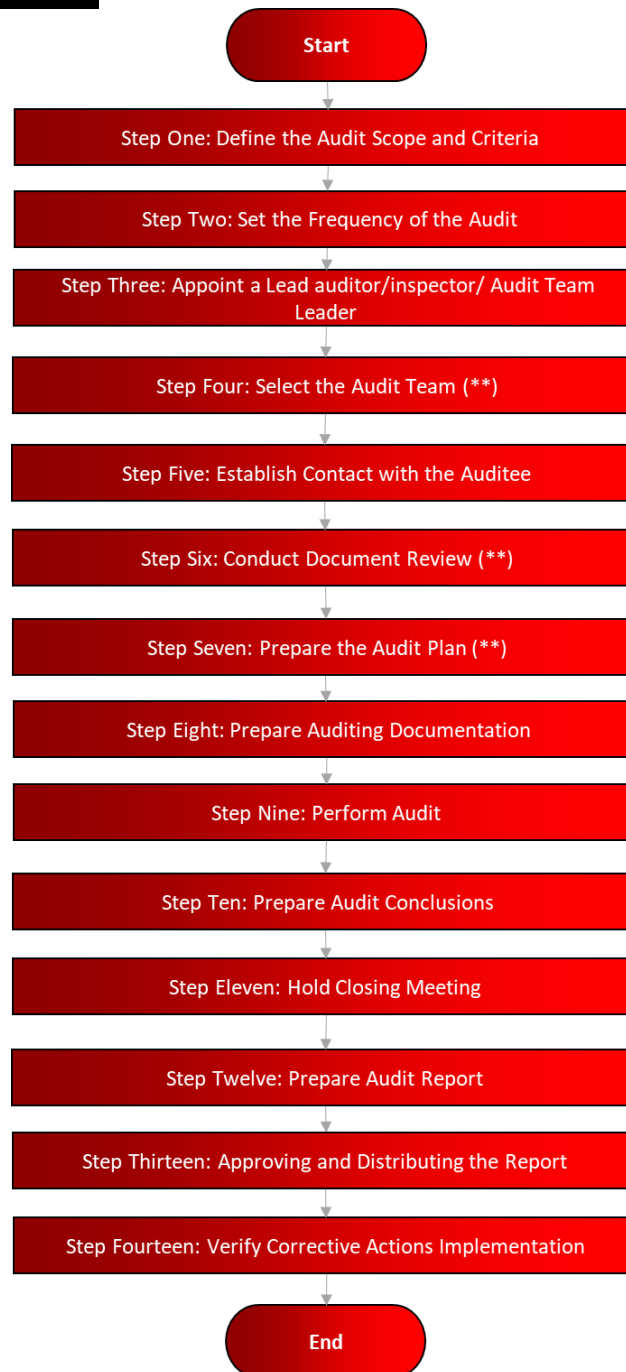 Start
Step One: Define the Audit Scope and Criteria
Step Two: Set the Frequency of the Audit
Step Three: Appoint a Lead auditor/inspector/ Audit Team
Leader
Step Four: Select the Audit Team (**)
Step Five: Establish Contact with the Auditee
Step Six: Conduct Document Review (**)
Step Seven: Prepare the Audit Plan (**)
Step Eight: Prepare Auditing Documentation
Step Nine: Perform Audit
Step Ten: Prepare Audit Conclusions
Step Eleven: Hold Closing Meeting
Step Twelve: Prepare Audit Report
Step Thirteen: Approving and Distributing the Report
Step Fourteen: Verify Corrective Actions Implementation
End